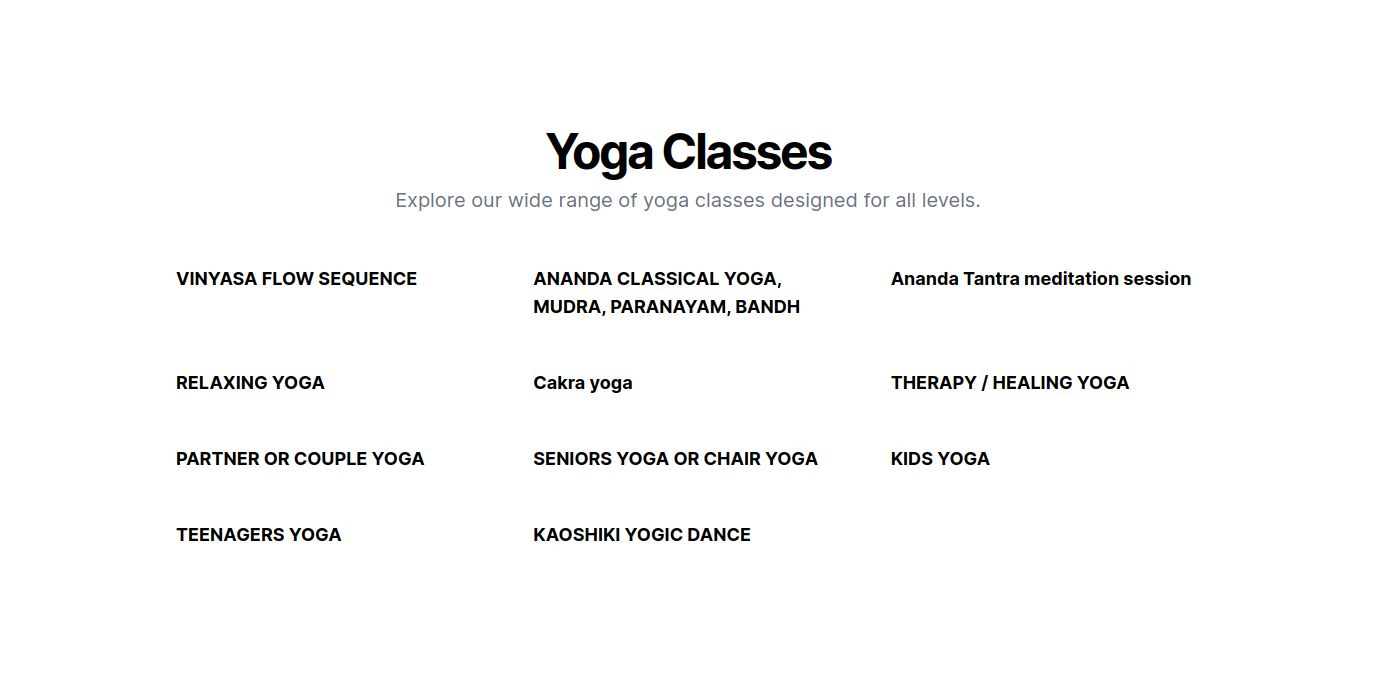 Yoga Classes
Explore our wide range of yoga classes designed for all levels.
VINYASA FLOW SEQUENCE
ANANDA CLASSICAL YOGA,
MUDRA, PARANAYAM, BANDH
Ananda Tantra meditation session
RELAXING YOGA
Cakra yoga
THERAPY / HEALING YOGA
PARTNER OR COUPLE YOGA
SENIORS YOGA OR CHAIR YOGA
KIDS YOGA
TEENAGERS YOGA
KAOSHIKI YOGIC DANCE